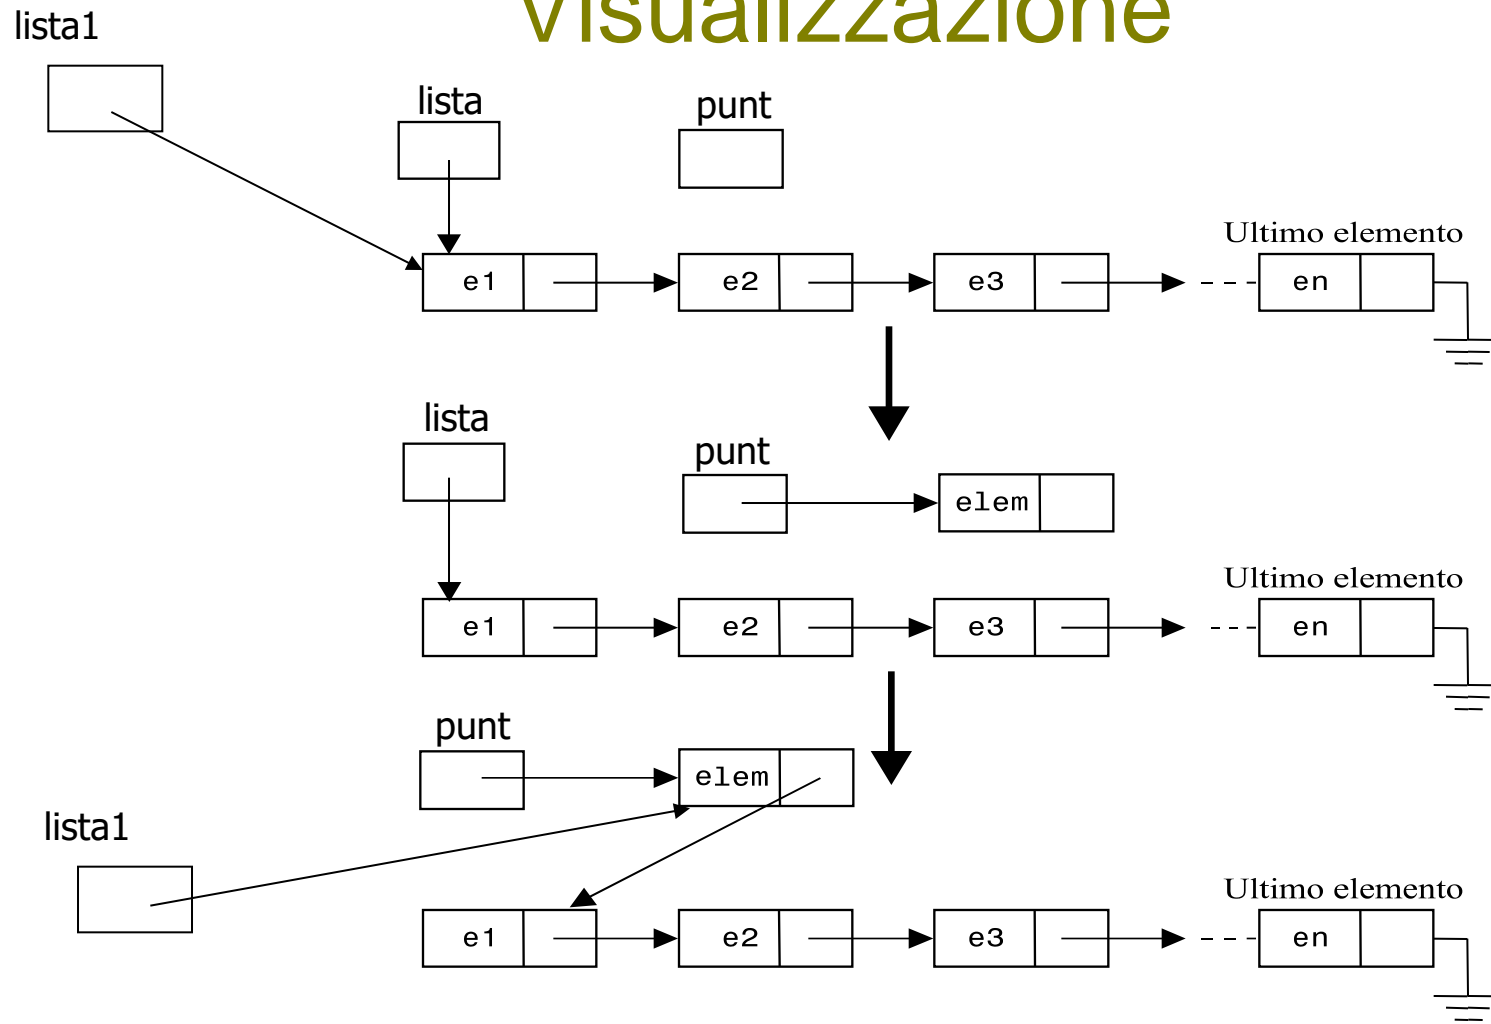 Visualizzazione
lista1
lista
punt
Ultimo elemento
e1 e2 e3 en
lista
punt
elem
Ultimo elemento
e1 e2 e3 en
punt
elem
lista1
Ultimo elemento
e1 e2 e3 en